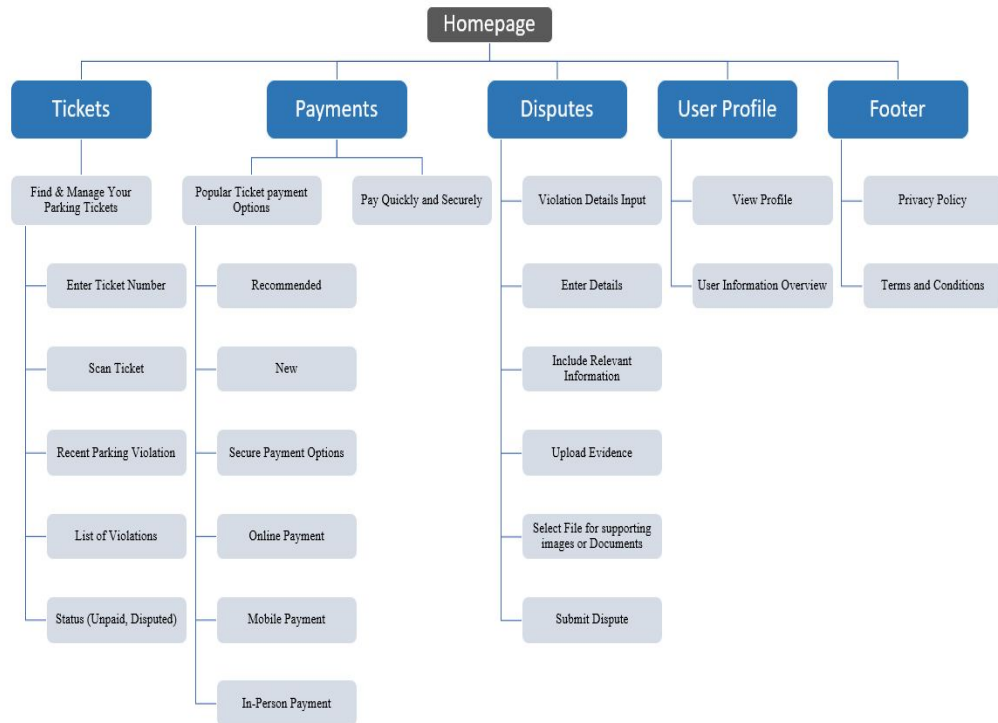 Homepage
Tickets
Payments
Disputes
User Profile
Footer
Find & Manage Your
Parking Tickets
Popular Ticket payment
Options
Pay Quickly and Securely
Violation Details Input
View Profile
Privacy Policy
Enter Ticket Number
Recommended
Enter Details
User Information Overview
Terms and Conditions
Scan Ticket
New
Include Relevant
Information
Recent Parking Violation
Secure Payment Options
Upload Evidence
List of Violations
Online Payment
Select File for supporting
images or Documents
Status (Unpaid, Disputed)
Mobile Payment
Submit Dispute
In-Person Payment